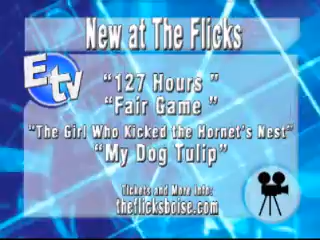 New at The Flicks
Etv
“127 Hours ”
“Fair Game ”
“The Girl Who Kicked the Hornet's Nest”
“My Dog Tulip”
Tickets and More info:
theflicksboise.com